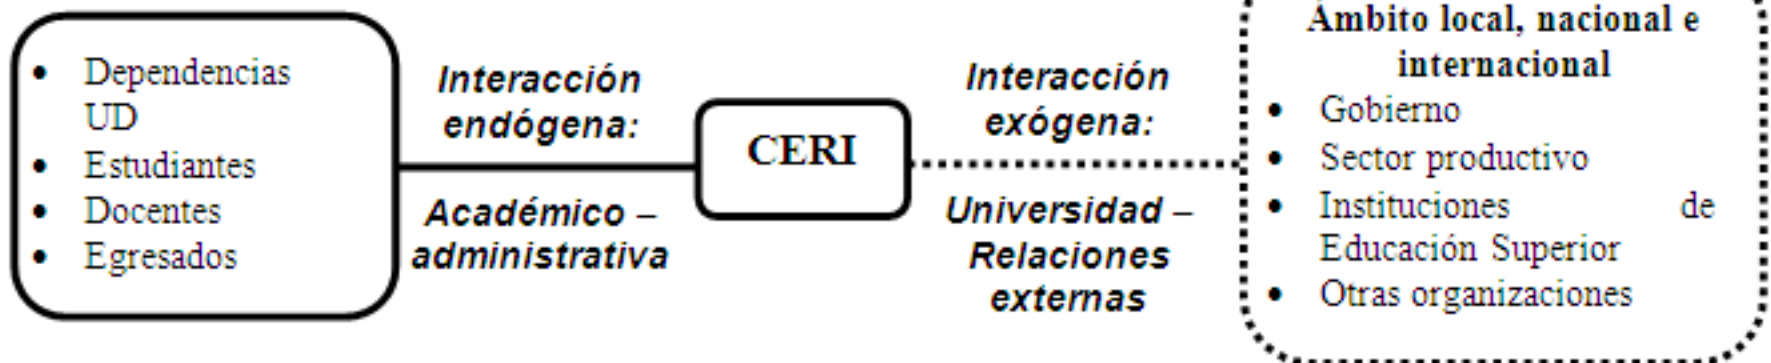 • Dependencias
UD
• Estudiantes
• Docentes
• Egresados
Interacción
endógena:
Académico –
administrativa
CERI
Interacción
exógena:
Universidad –
Relaciones
externas
Ámbito local, nacional e
internacional
• Gobierno
• Sector productivo
• Instituciones de
Educación Superior
• Otras organizaciones